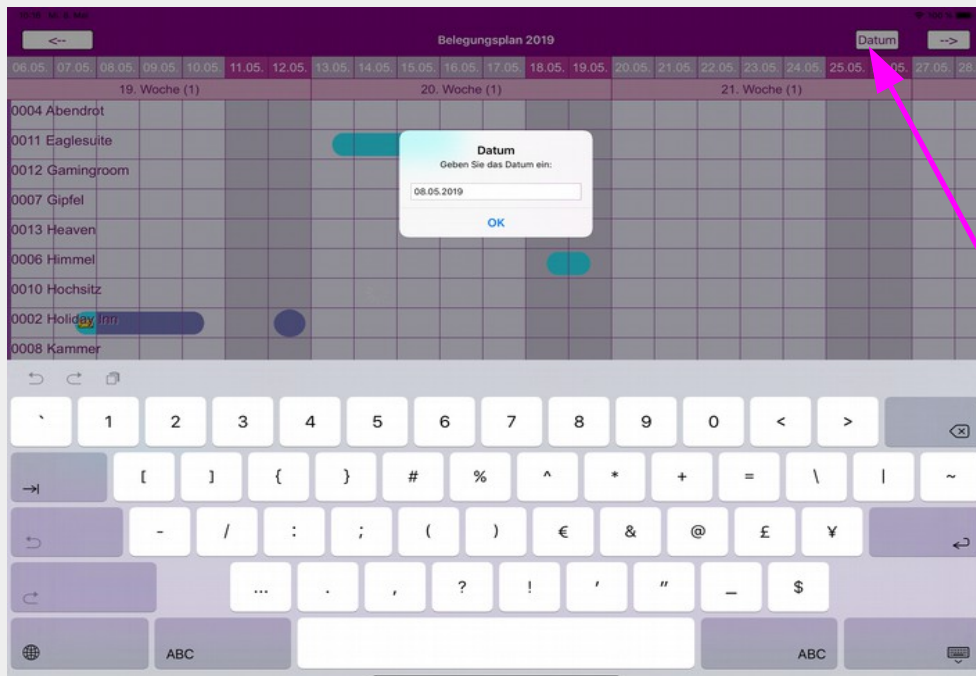 <-- Belegungsplan 2019 Datum -->
06.05. 07.05. 08.05. 09.05. 10.05. 11.05. 12.05. 13.05. 14.05. 15.05. 16.05. 17.05. 18.05. 19.05. 20.05. 21.05. 22.05. 23.05. 24.05. 25.05. 27.05. 28.
19. Woche (1) 20. Woche (1) 21. Woche (1)
0004 Abendrot
0011 Eaglesuite
0012 Gamingroom
0007 Gipfel
0013 Heaven
0006 Himmel
0010 Hochsitz
0002 Holiday Inn
0008 Kammer
Datum
Geben Sie das Datum ein:
08.05.2019
OK
` 1 2 3 4 5 6 7 8 9 0 < >
[ ] { } # % ^ * + = \ | ~
- / : ; ( ) € & @ £ ¥
... . , ? ! ' " _ $
ABC ABC